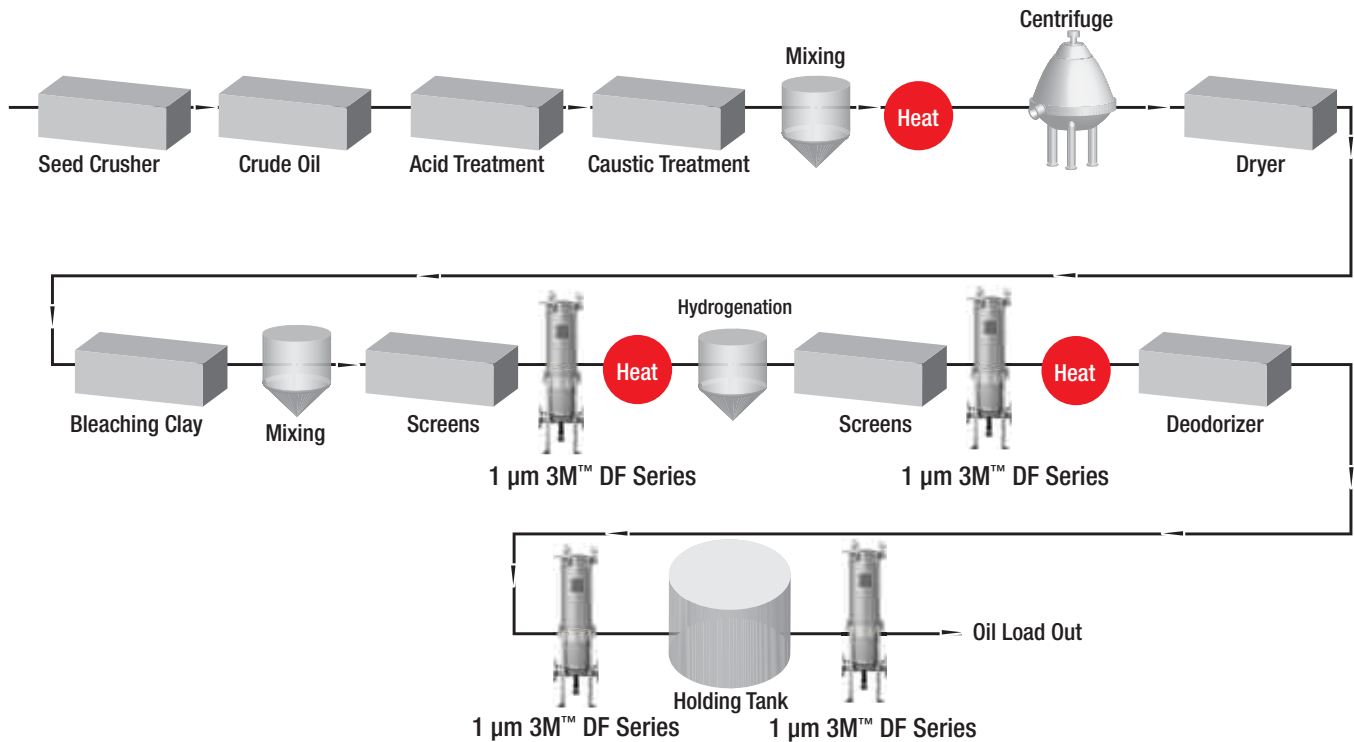 Centrifuge
Mixing
Heat
Seed Crusher
Crude Oil
Acid Treatment
Caustic Treatment
Dryer
Hydrogenation
Heat
Heat
Bleaching Clay
Mixing
Screens
Screens
Deodorizer
1 µm 3M™ DF Series
1 µm 3M™ DF Series
Oil Load Out
Holding Tank
1 µm 3M™ DF Series
1 µm 3M™ DF Series